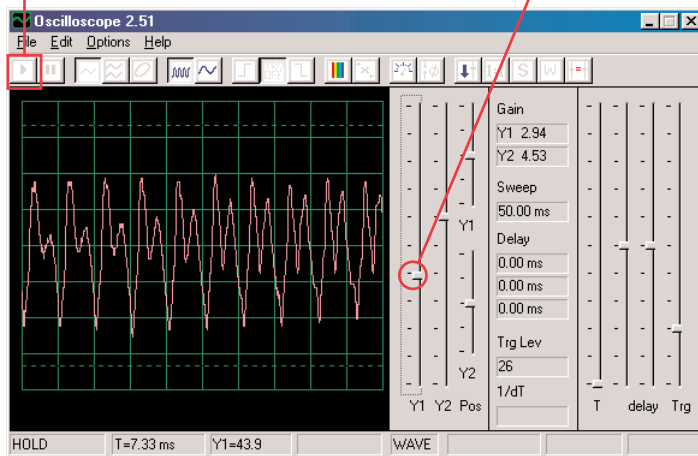 Oscilloscope 2.51
File Edit Options Help
Gain
Y1 2.94
Y2 4.53
Sweep
50.00 ms
Y1
Delay
0.00 ms
0.00 ms
0.00 ms
Trg Lev
26
Y2
1/dT
Y1 Y2 Pos
T delay Trg
HOLD T=7.33 ms Y1=43.9 WAVE